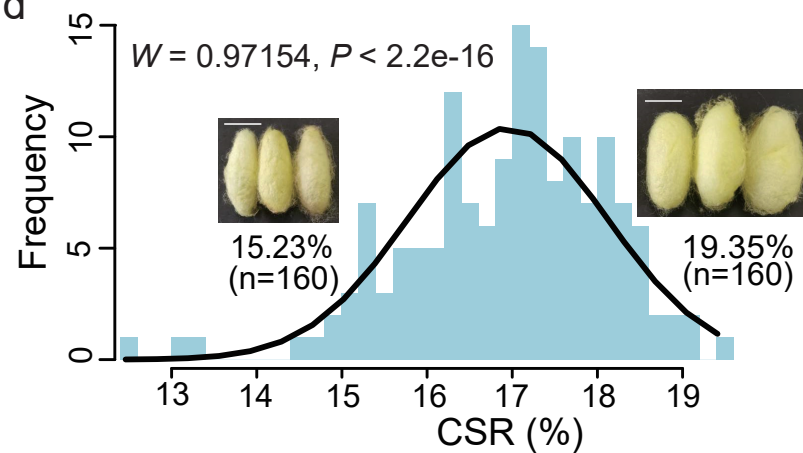 d
W = 0.97154, P < 2.2e-16
Frequency
15
10
5
0
15.23%
(n=160)
19.35%
(n=160)
13 14 15 16 17 18 19
CSR (%)